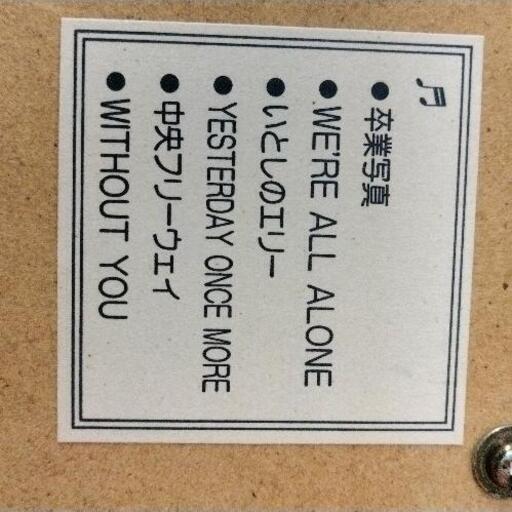 ♬
● 卒業写真
● WE'RE ALL ALONE
● いとしのエリー
● YESTERDAY ONCE MORE
● 中央フリーウェイ
● WITHOUT YOU